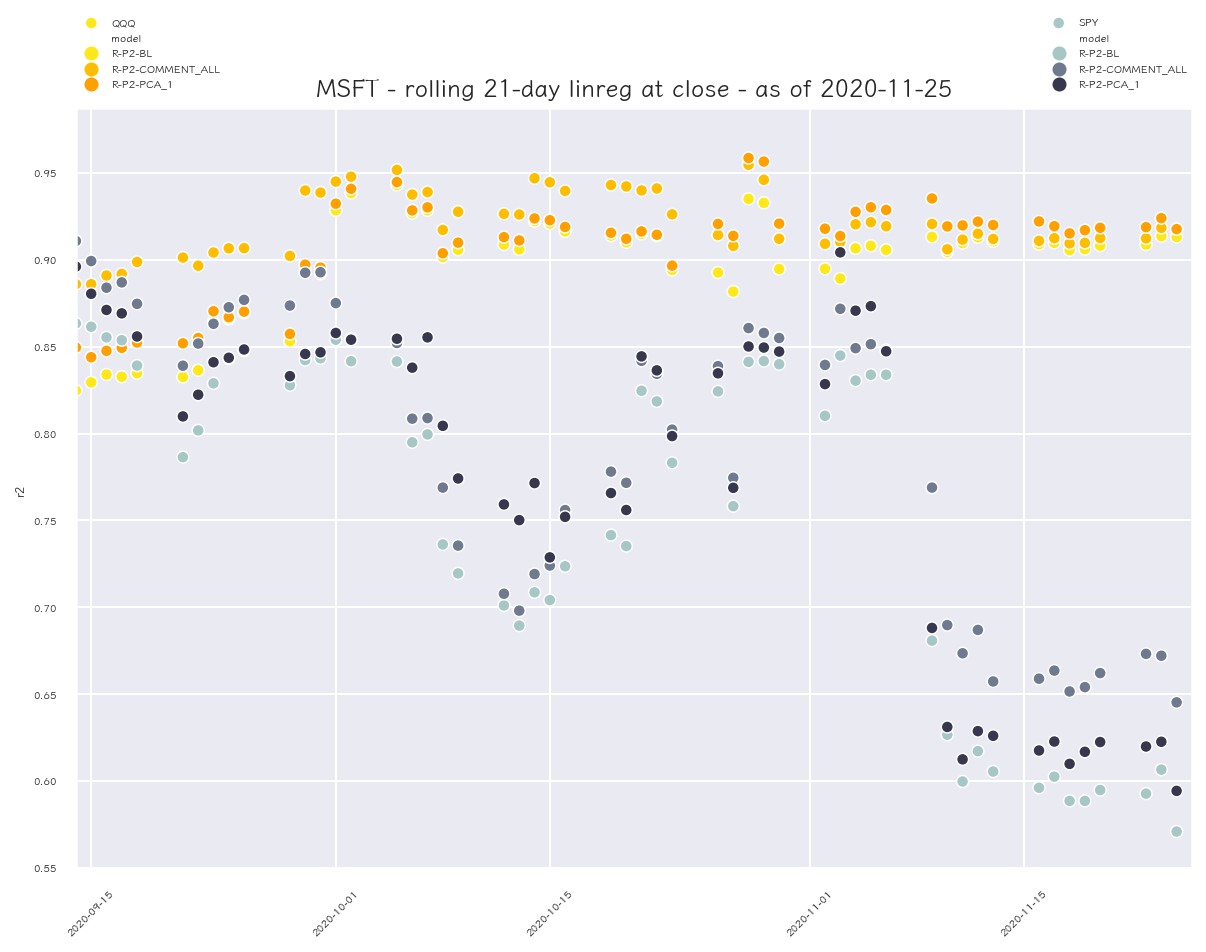 QQQ
model
R-P2-BL
R-P2-COMMENT_ALL
R-P2-PCA_1
SPY
model
R-P2-BL
R-P2-COMMENT_ALL
R-P2-PCA_1
MSFT - rolling 21-day linreg at close - as of 2020-11-25
0.95
0.90
0.85
0.80
0.75
0.70
0.65
0.60
0.55
r2
2020-09-15
2020-10-01
2020-10-15
2020-11-01
2020-11-15